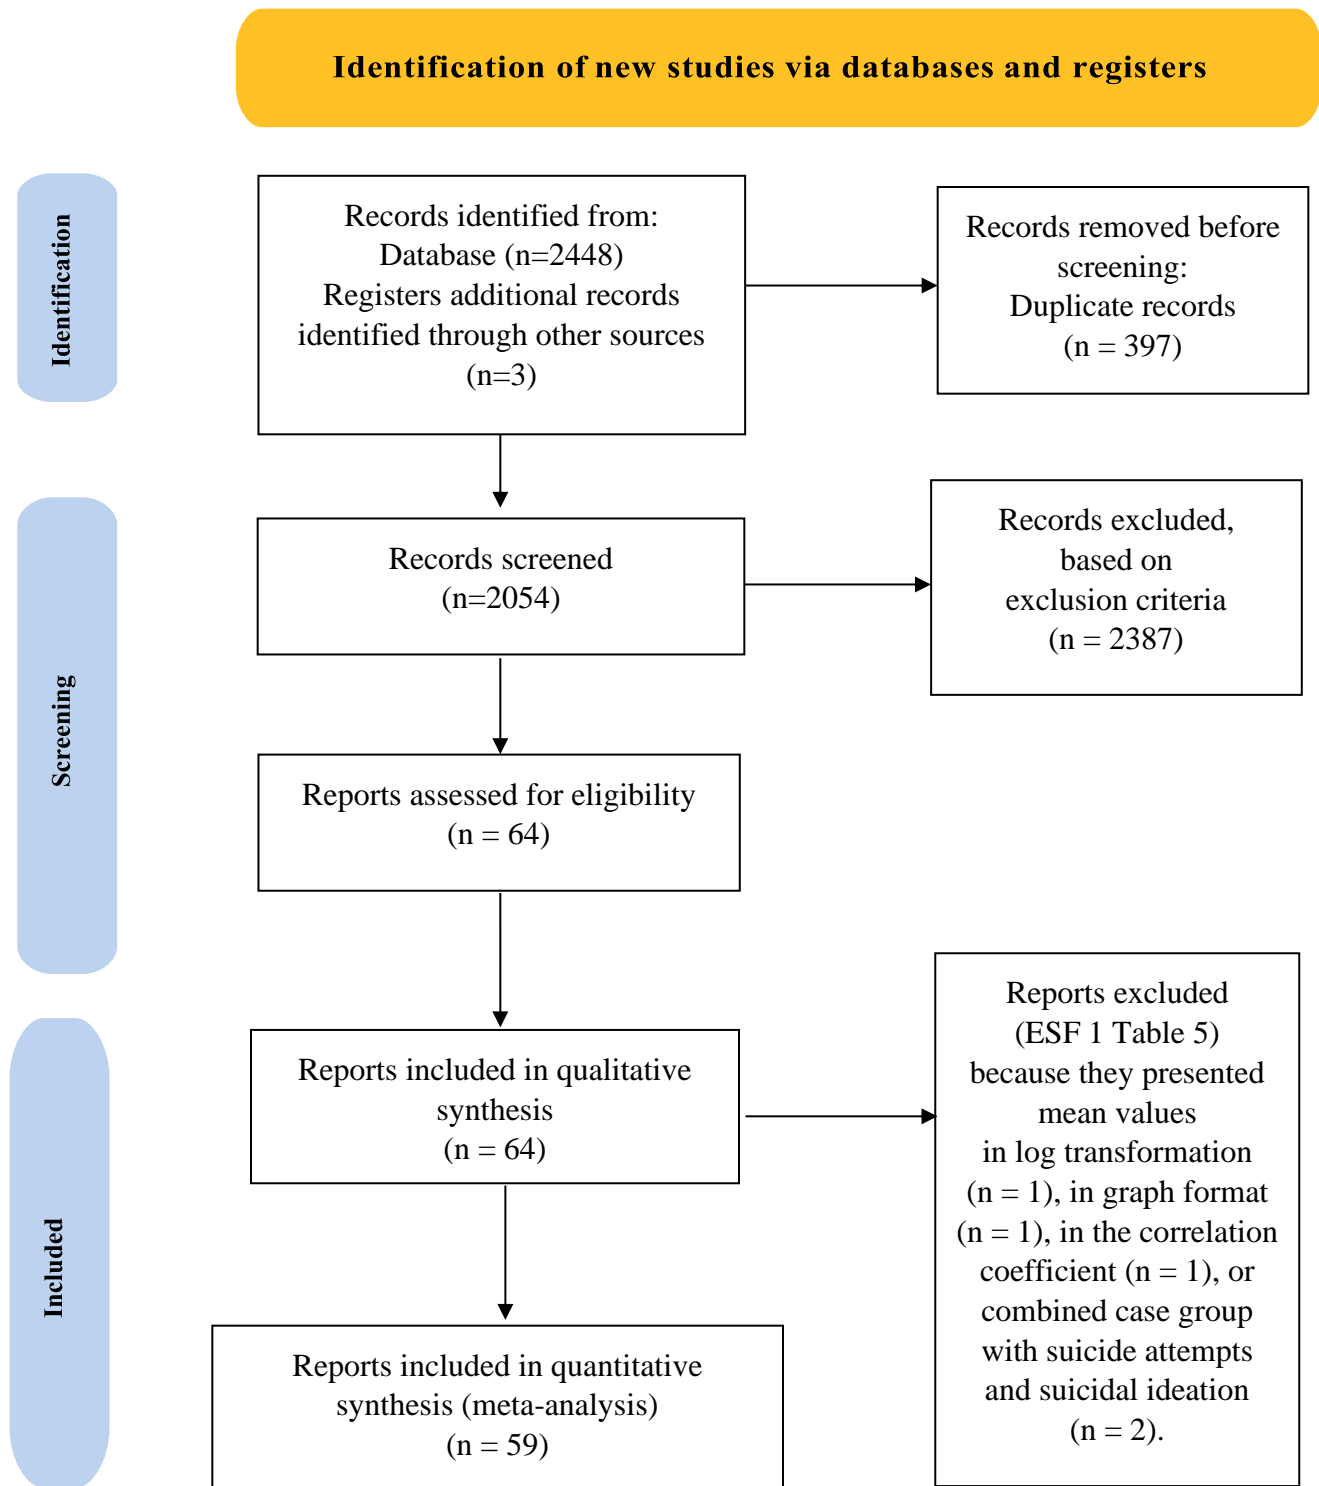 Identification of new studies via databases and registers
Identification
Records identified from:
Database (n=2448)
Registers additional records
identified through other sources
(n=3)
Records removed before
screening:
Duplicate records
(n = 397)
Screening
Records screened
(n=2054)
Records excluded,
based on
exclusion criteria
(n = 2387)
Reports assessed for eligibility
(n = 64)
Included
Reports included in qualitative
synthesis
(n = 64)
Reports excluded
(ESF 1 Table 5)
because they presented
mean values
in log transformation
(n = 1), in graph format
(n = 1), in the correlation
coefficient (n = 1), or
combined case group
with suicide attempts
and suicidal ideation
(n = 2).
Reports included in quantitative
synthesis (meta-analysis)
(n = 59)